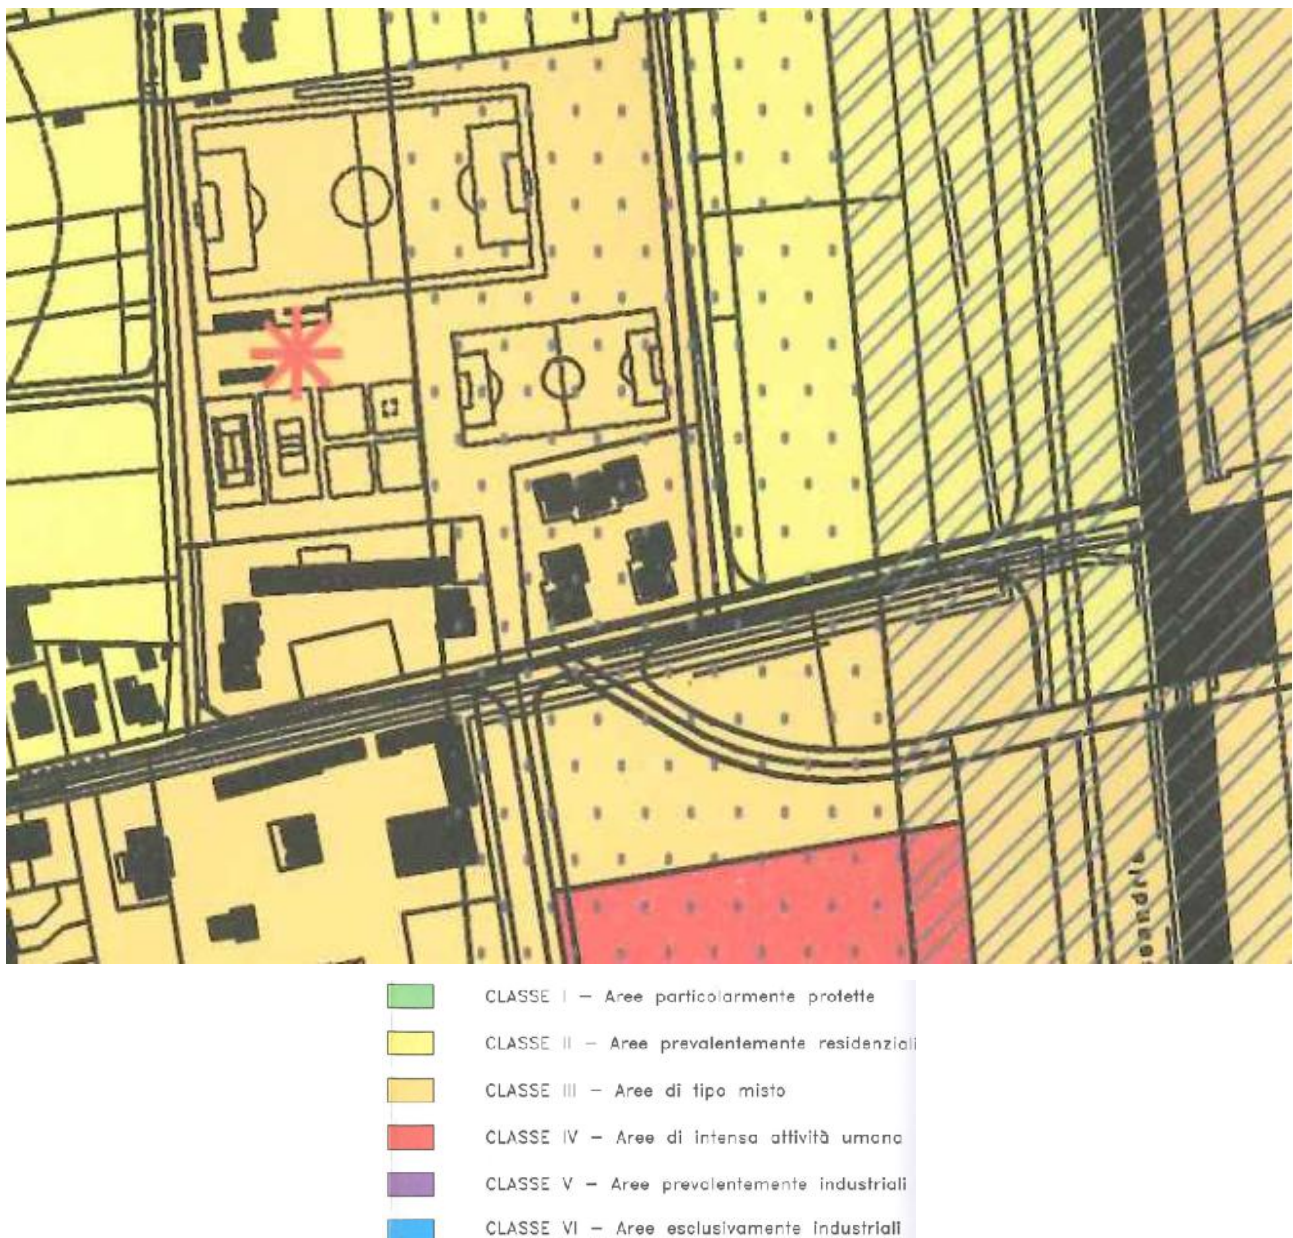 CLASSE I – Aree particolarmente protette
CLASSE II – Aree prevalentemente residenziali
CLASSE III – Aree di tipo misto
CLASSE IV – Aree di intensa attività umana
CLASSE V – Aree prevalentemente industriali
CLASSE VI – Aree esclusivamente industriali